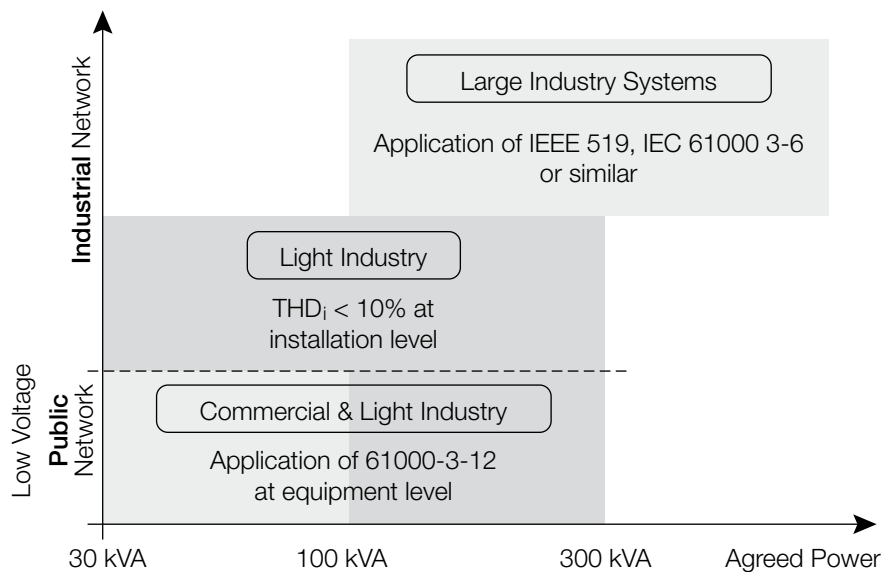 Industrial Network
Large Industry Systems
Application of IEEE 519, IEC 61000 3-6
or similar
Light Industry
THDi < 10% at
installation level
Low Voltage
Public
Network
Commercial & Light Industry
Application of 61000-3-12
at equipment level
30 kVA
100 kVA
300 kVA
Agreed Power